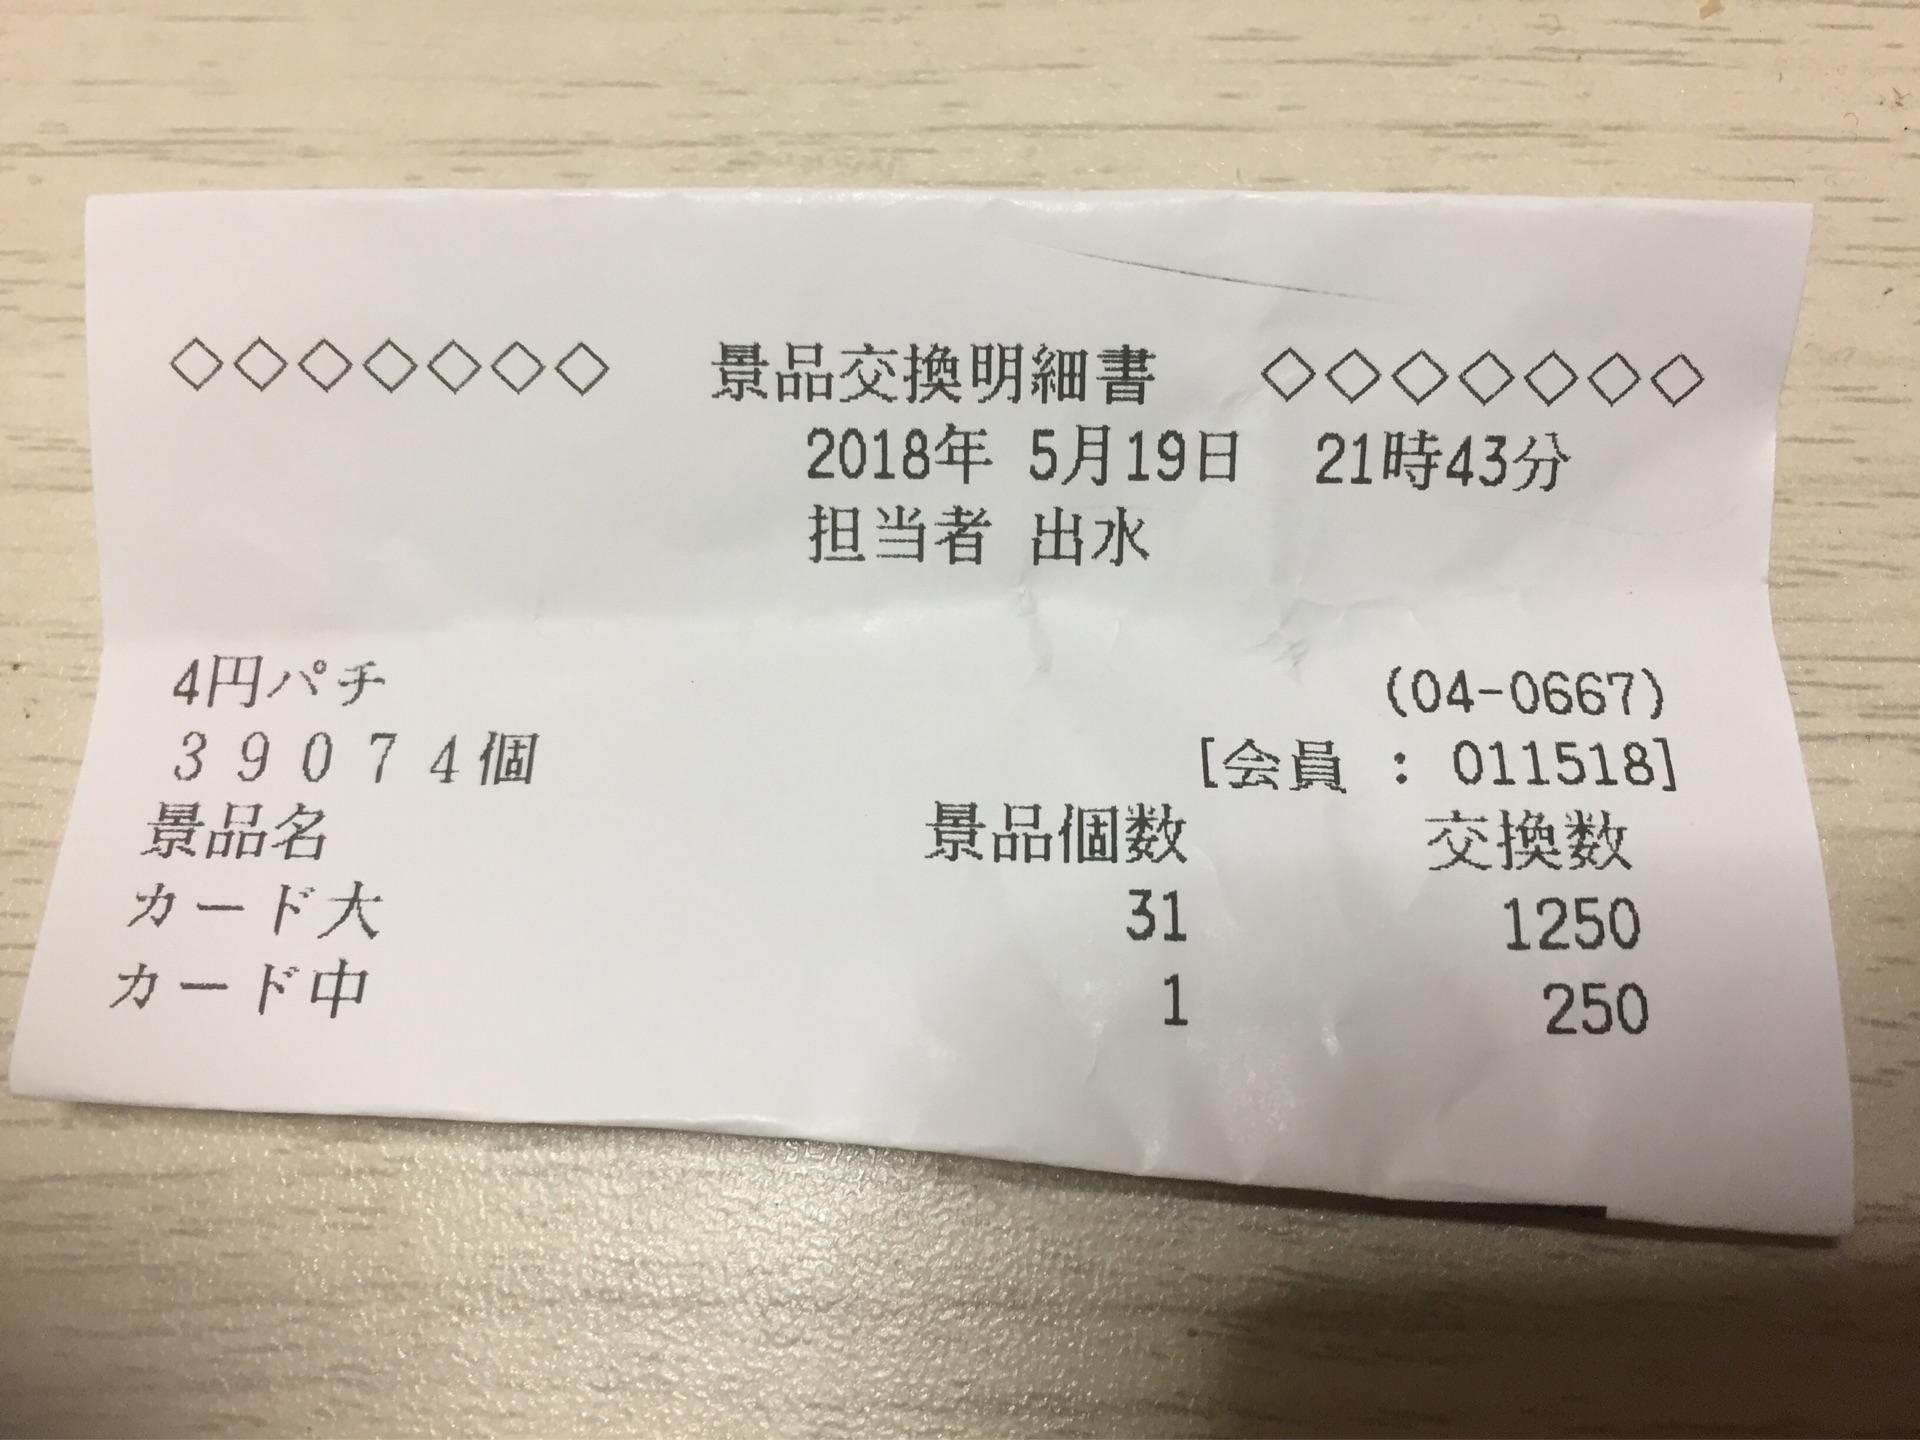 ◇◇◇◇◇◇◇ 景品交換明細書 ◇◇◇◇◇◇◇
2018年 5月19日 21時43分
担当者 出水
4円パチ (04-0667)
３９０７４個 [会員 : 011518]
景品名 景品個数 交換数
カード大 31 1250
カード中 1 250